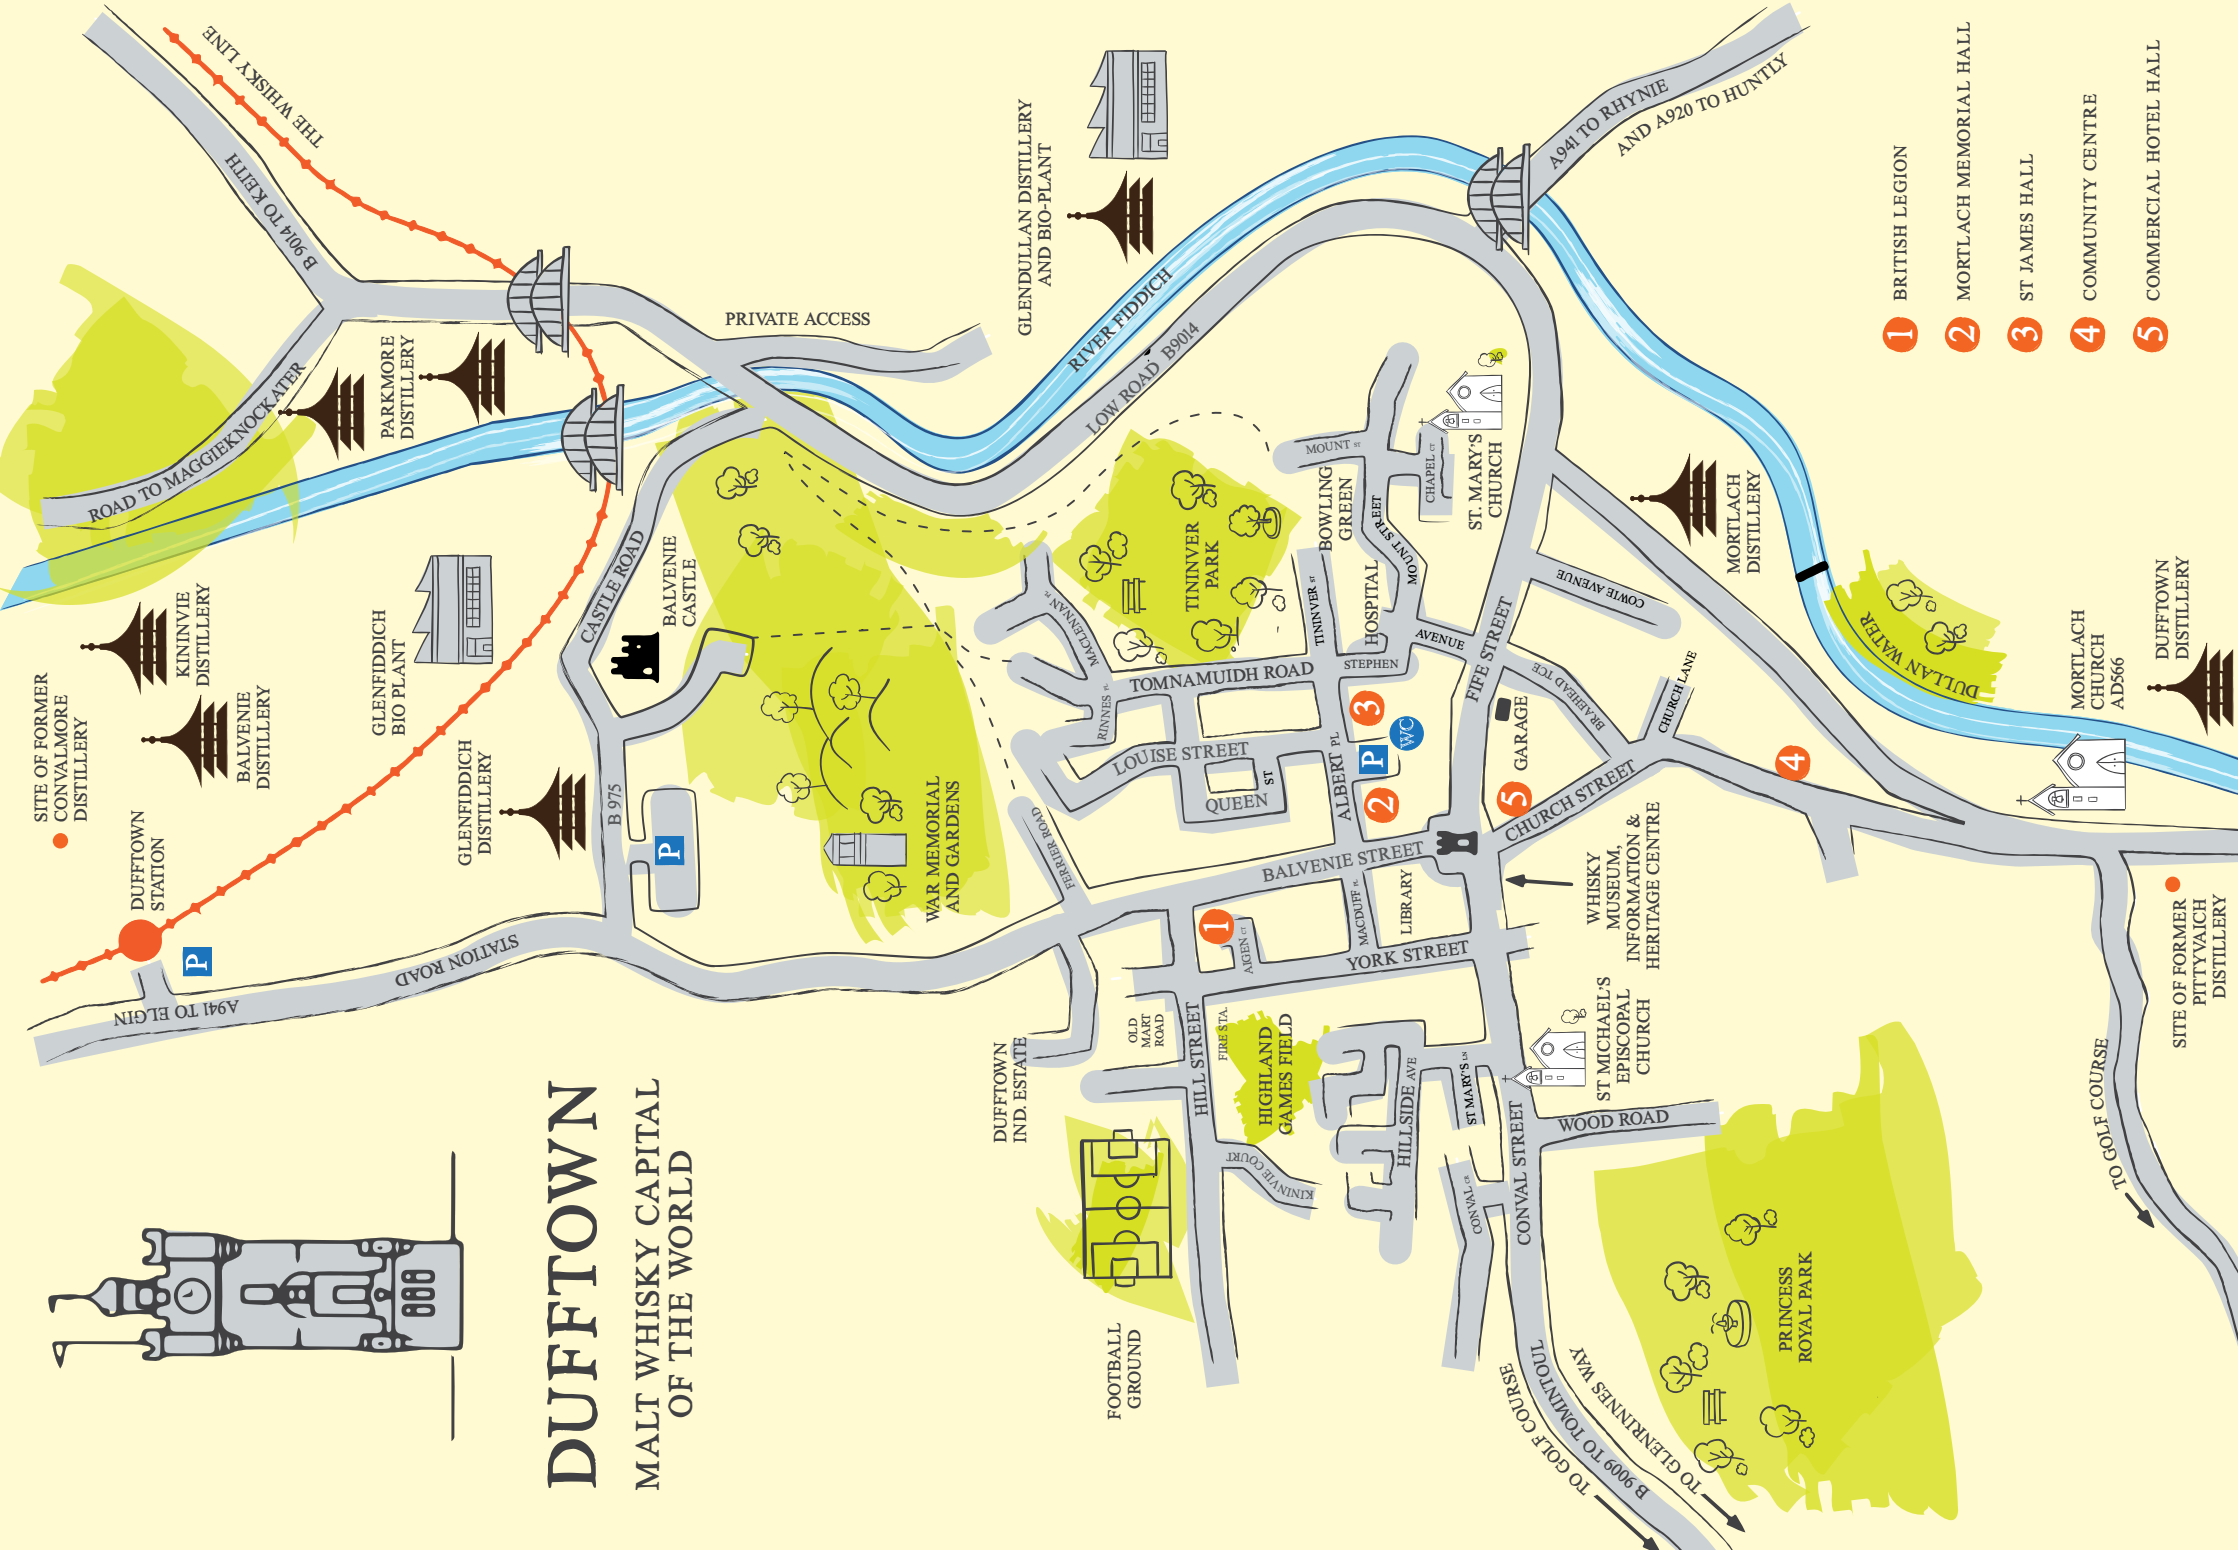 DUFFTOWN
MALT WHISKY CAPITAL
OF THE WORLD
A941 TO ELGIN
STATION ROAD
P
DUFFTOWN
STATION
SITE OF FORMER
CONVALMORE
DISTILLERY
BALVENIE
DISTILLERY
KININVIE
DISTILLERY
GLENFIDDICH
BIO PLANT
GLENFIDDICH
DISTILLERY
B 975
P
CASTLE ROAD
BALVENIE
CASTLE
ROAD TO MAGGIEKNOCKATER
PARKMORE
DISTILLERY
B 9014 TO KEITH
THE WHISKY LINE
PRIVATE ACCESS
GLENDULLAN DISTILLERY
AND BIO-PLANT
RIVER FIDDICH
LOW ROAD B9014
WAR MEMORIAL
AND GARDENS
FERRIER ROAD
MACLENNAN PL
RINNES PL
TOMNAMUIDH ROAD
LOUISE STREET
QUEEN
ST
TININVER
PARK
TININVER ST
BOWLING
GREEN
MOUNT ST
MOUNT STREET
CHAPEL CT
ST. MARY'S
CHURCH
HOSPITAL
STEPHEN
AVENUE
ALBERT PL
3
P
WC
2
BALVENIE STREET
MACDUFF PL
LIBRARY
1
AIGEN CT
YORK STREET
HILL STREET
FIRE STA.
OLD
MART
ROAD
DUFFTOWN
IND. ESTATE
HIGHLAND
GAMES FIELD
FOOTBALL
GROUND
KININVIE COURT
HILLSIDE AVE
ST MARY'S LN
CONVAL CR
CONVAL STREET
WOOD ROAD
ST MICHAEL'S
EPISCOPAL
CHURCH
WHISKY
MUSEUM,
INFORMATION &
HERITAGE CENTRE
FIFE STREET
GARAGE
5
CHURCH STREET
BRAEHEAD TCE
CHURCH LANE
COWIE AVENUE
4
MORTLACH
DISTILLERY
DULLAN WATER
MORTLACH
CHURCH
AD566
DUFFTOWN
DISTILLERY
SITE OF FORMER
PITTYVAICH
DISTILLERY
TO GOLF COURSE
PRINCESS
ROYAL PARK
TO GOLF COURSE
B 9009 TO TOMINTOUL
TO GLENRINNES WAY
A941 TO RHYNIE
AND A920 TO HUNTLY
1 BRITISH LEGION
2 MORTLACH MEMORIAL HALL
3 ST JAMES HALL
4 COMMUNITY CENTRE
5 COMMERCIAL HOTEL HALL